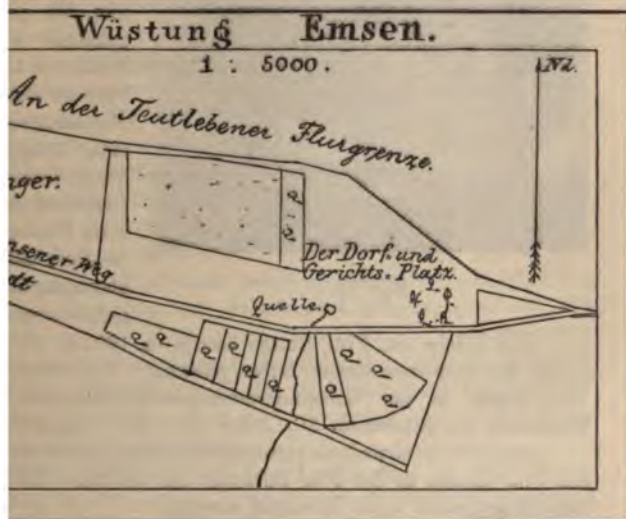 Wüstung Emsen.
1 : 5000.
Nd.
An der Teutlebener Flurgrenze.
nger.
Der Dorf- und
Gerichts-Platz.
nsener Weg
dt
Quelle.